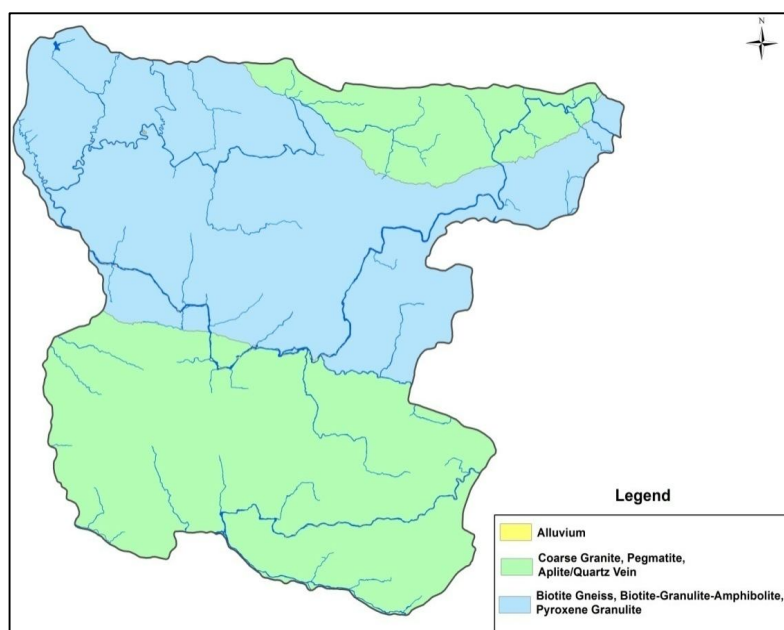 N
Legend
Alluvium
Coarse Granite, Pegmatite,
Aplite/Quartz Vein
Biotite Gneiss, Biotite-Granulite-Amphibolite,
Pyroxene Granulite